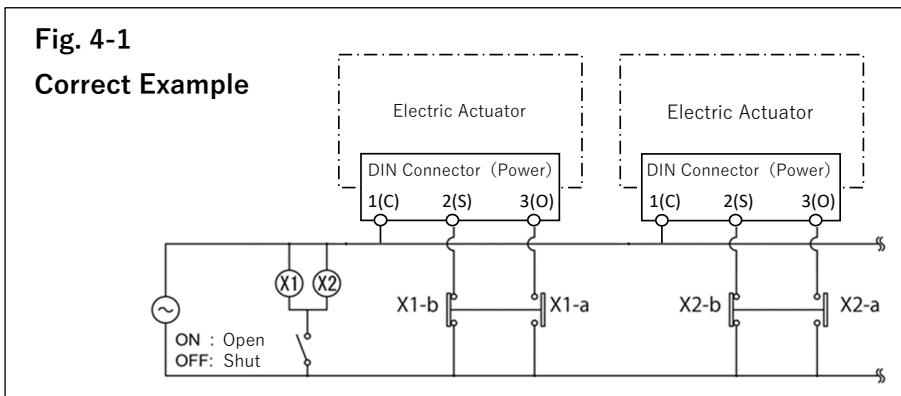 Fig. 4-1
Correct Example
Electric Actuator
Electric Actuator
DIN Connector（Power）
DIN Connector（Power）
1(C) 2(S) 3(O)
1(C) 2(S) 3(O)
X1 X2
X1-b X1-a
X2-b X2-a
ON : Open
OFF: Shut